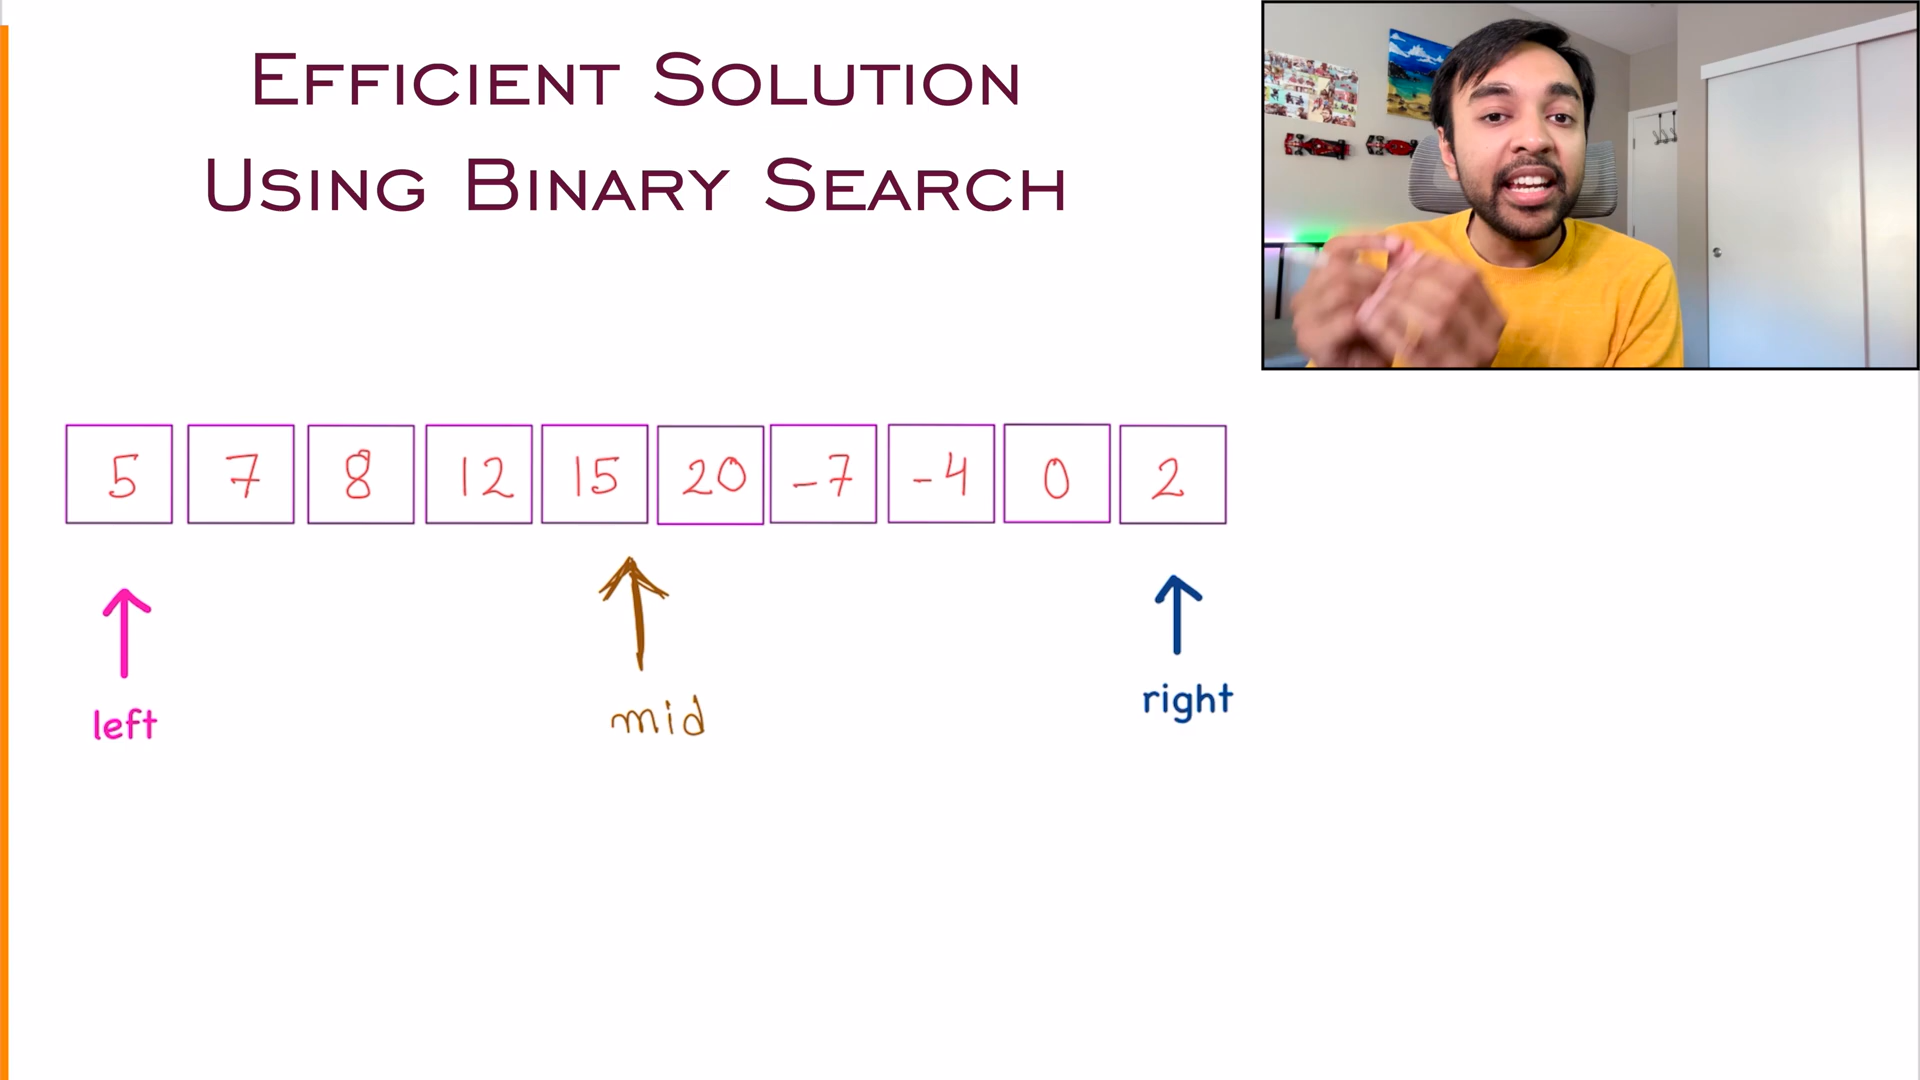 Efficient Solution
Using Binary Search
5 7 8 12 15 20 -7 -4 0 2
left mid right